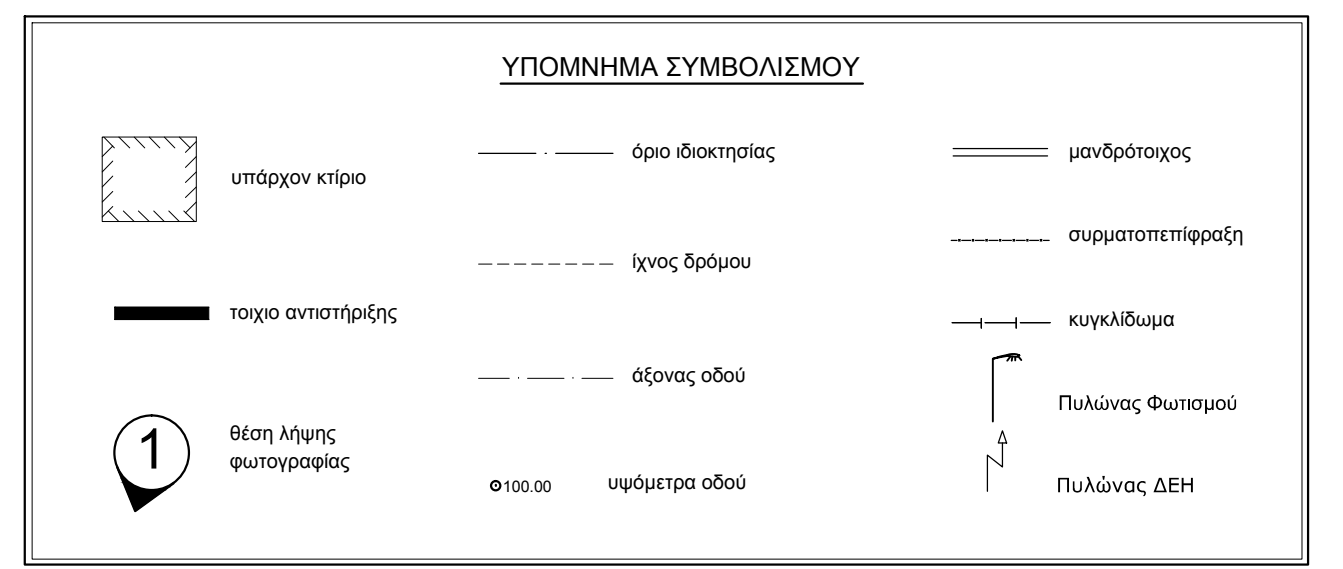 ΥΠΟΜΝΗΜΑ ΣΥΜΒΟΛΙΣΜΟΥ
υπάρχον κτίριο
τοιχιο αντιστήριξης
1
θέση λήψης
φωτογραφίας
όριο ιδιοκτησίας
ίχνος δρόμου
άξονας οδού
100.00
υψόμετρα οδού
μανδρότοιχος
συρματοπεπίφραξη
κυγκλίδωμα
Πυλώνας Φωτισμού
Πυλώνας ΔΕΗ